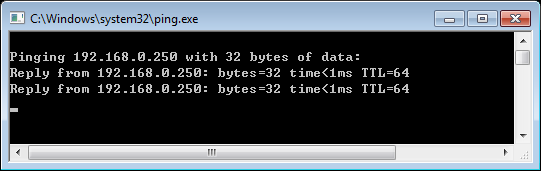 C:\Windows\system32\ping.exe
Pinging 192.168.0.250 with 32 bytes of data:
Reply from 192.168.0.250: bytes=32 time<1ms TTL=64
Reply from 192.168.0.250: bytes=32 time<1ms TTL=64